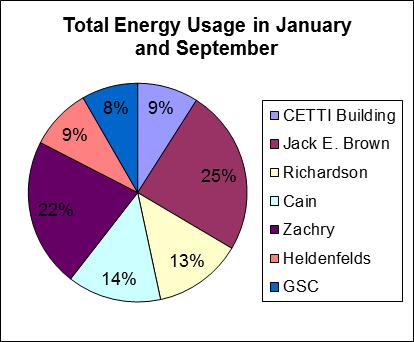 Total Energy Usage in January
and September
8%
9%
9%
25%
22%
13%
14%
CETTI Building
Jack E. Brown
Richardson
Cain
Zachry
Heldenfelds
GSC